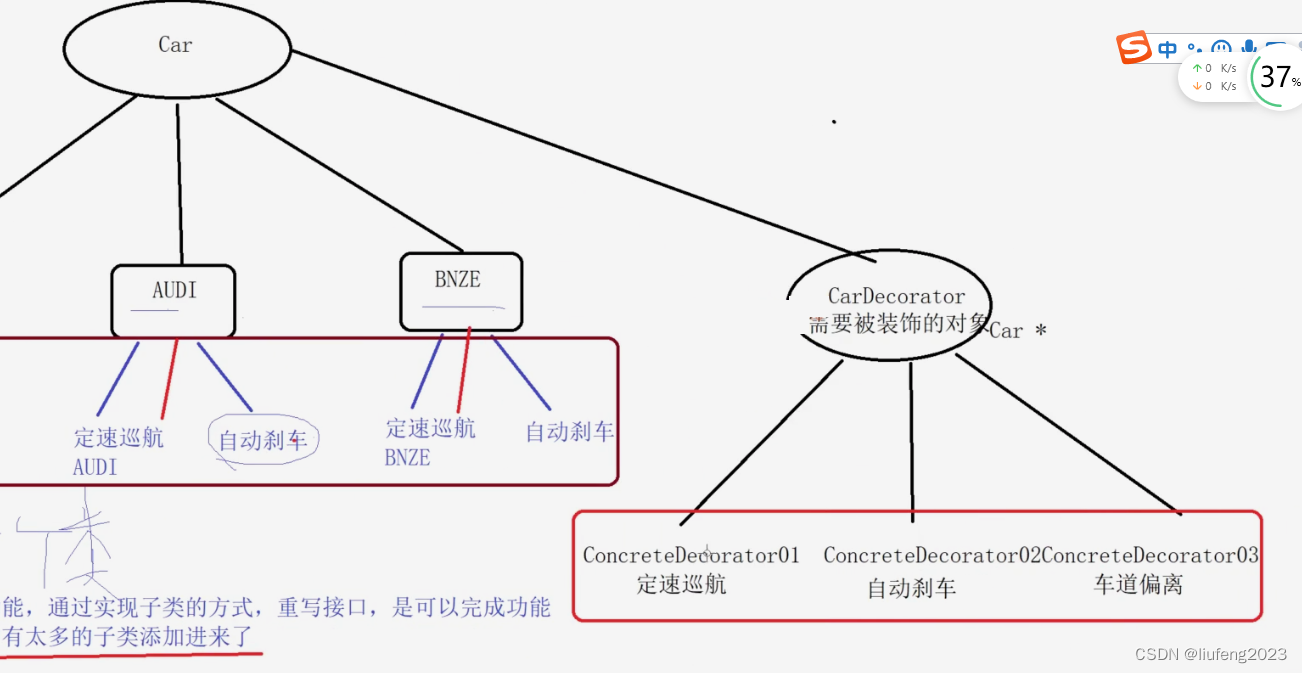 Car
中
0 K/s
0 K/s
37%
AUDI
BNZE
CarDecorator
需要被装饰的对象
Car *
定速巡航
AUDI
自动刹车
定速巡航
BNZE
自动刹车
ConcreteDecorator01
定速巡航
ConcreteDecorator02
自动刹车
ConcreteDecorator03
车道偏离
能，通过实现子类的方式，重写接口，是可以完成功能
有太多的子类添加进来了
CSDN @liufeng2023